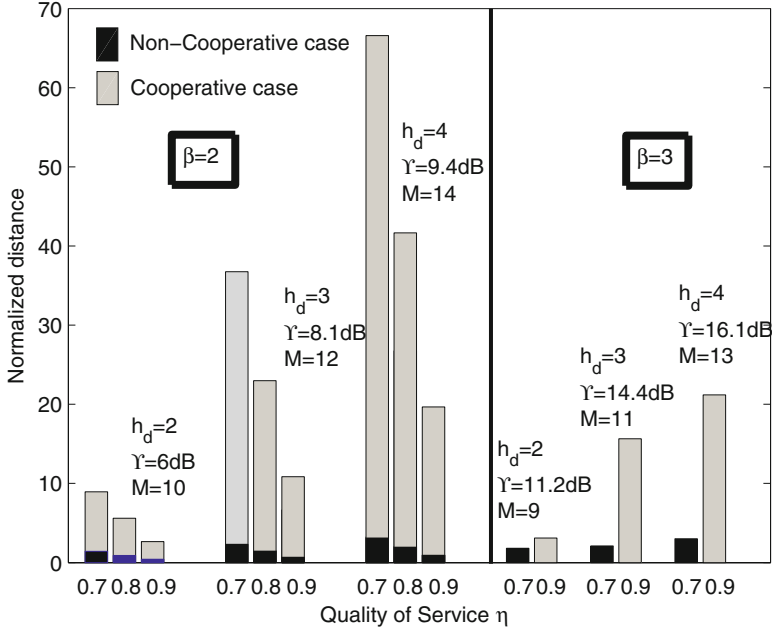 70
60
50
40
30
20
10
0
Normalized distance
Non-Cooperative case
Cooperative case
β=2
β=3
h_d=2
ϒ=6dB
M=10
h_d=3
ϒ=8.1dB
M=12
h_d=4
ϒ=9.4dB
M=14
h_d=2
ϒ=11.2dB
M=9
h_d=3
ϒ=14.4dB
M=11
h_d=4
ϒ=16.1dB
M=13
0.7 0.8 0.9 0.7 0.8 0.9 0.7 0.8 0.9 0.7 0.9 0.7 0.9 0.7 0.9
Quality of Service η